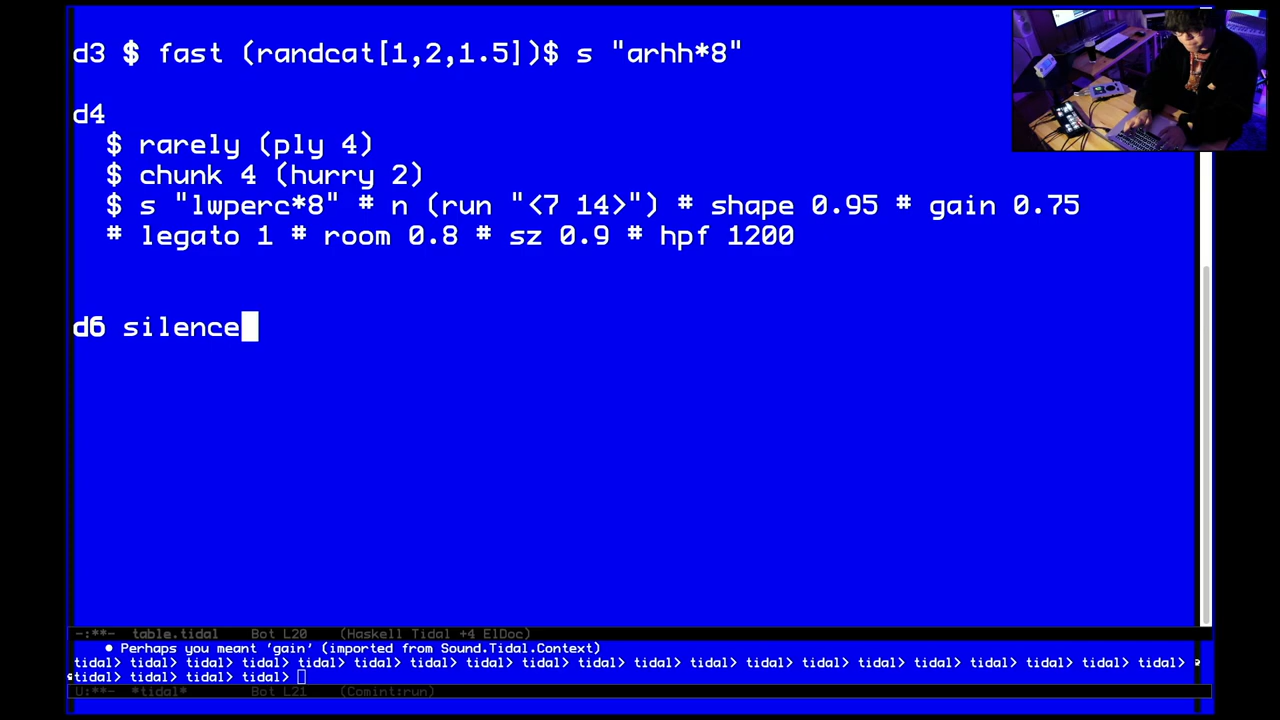 d3 $ fast (randcat[1,2,1.5])$ s "arhh*8"
d4
$ rarely (ply 4)
$ chunk 4 (hurry 2)
$ s "lwperc*8" # n (run "<7 14>") # shape 0.95 # gain 0.75
# legato 1 # room 0.8 # sz 0.9 # hpf 1200
d6 silence
-:**-  table.tidal    Bot L20    (Haskell Tidal +4 ElDoc)
• Perhaps you meant 'gain' (imported from Sound.Tidal.Context)
tidal> tidal> tidal> tidal> tidal> tidal> tidal> tidal> tidal> tidal> tidal> tidal> tidal> tidal> tidal> tidal> tidal> tidal> tidal> tidal>
tidal> tidal> tidal> tidal>
U:**-  *tidal*    Bot L21    (Comint:run)